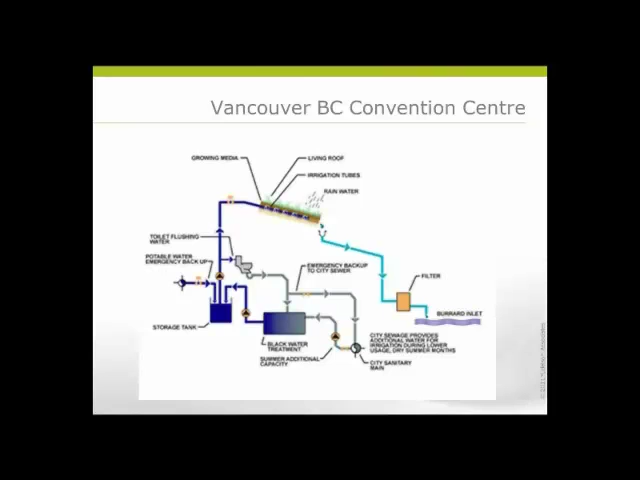 Vancouver BC Convention Centre
GROWING MEDIA
LIVING ROOF
IRRIGATION TUBES
RAIN WATER
TOILET FLUSHING
WATER
POTABLE WATER
EMERGENCY BACK UP
EMERGENCY BACKUP
TO CITY SEWER
FILTER
BURRARD INLET
STORAGE TANK
BLACK WATER
TREATMENT
SUMMER ADDITIONAL
CAPACITY
CITY SEWAGE PROVIDES
ADDITIONAL WATER FOR
IRRIGATION DURING LOWER
USAGE, DRY SUMMER MONTHS
CITY SANITARY
MAIN
Associates